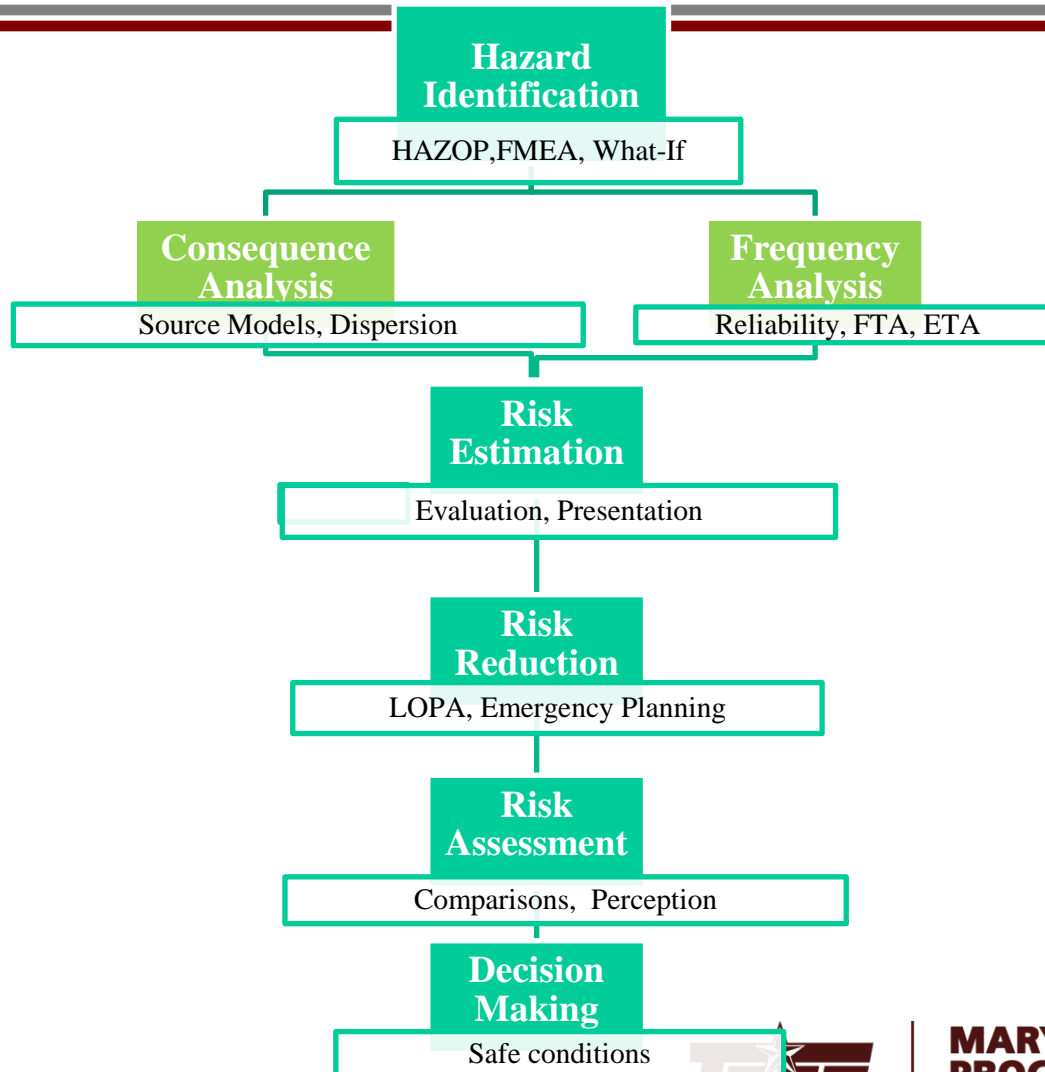 Hazard
Identification
HAZOP,FMEA, What-If
Consequence
Analysis
Source Models, Dispersion
Frequency
Analysis
Reliability, FTA, ETA
Risk
Estimation
Evaluation, Presentation
Risk
Reduction
LOPA, Emergency Planning
Risk
Assessment
Comparisons,  Perception
Decision
Making
Safe conditions
MARY